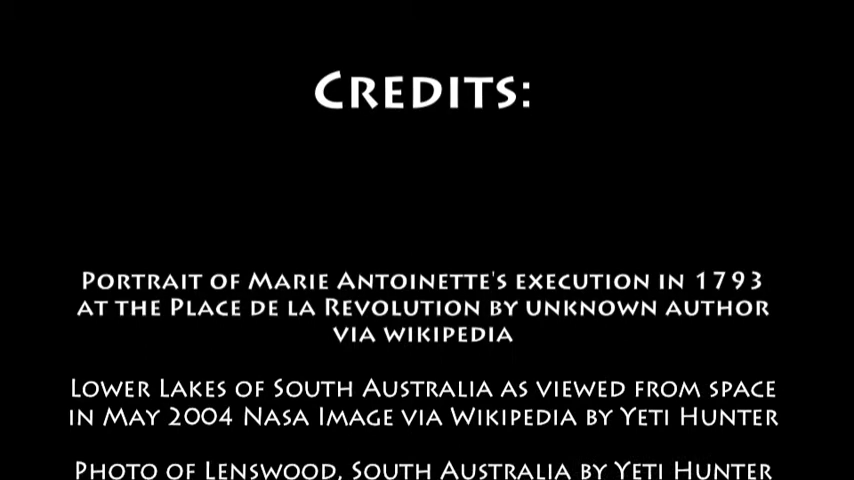 Credits:
Portrait of Marie Antoinette's execution in 1793
at the Place de la Revolution by unknown author
via wikipedia
Lower Lakes of South Australia as viewed from space
in May 2004 Nasa Image via Wikipedia by Yeti Hunter
Photo of Lenswood, South Australia by Yeti Hunter